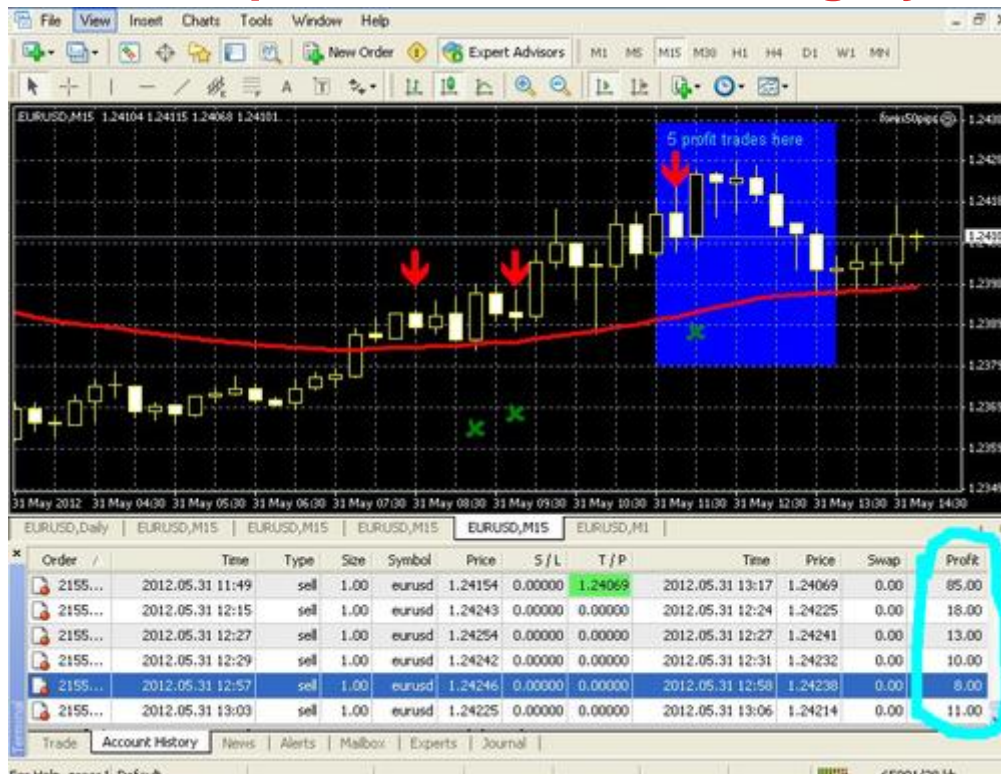 File View Insert Charts Tools Window Help
New Order Expert Advisors M1 M5 M15 M30 H1 H4 D1 W1 MN
A T
EURUSD,M15 1.24104 1.24115 1.24068 1.24101
forex50pips
5 profit trades here
31 May 2012 31 May 04:30 31 May 05:30 31 May 06:30 31 May 07:30 31 May 08:30 31 May 09:30 31 May 10:30 31 May 11:30 31 May 12:30 31 May 13:30 31 May 14:30
EURUSD,Daily EURUSD,M15 EURUSD,M15 EURUSD,M15 EURUSD,M15 EURUSD,M1
Order / Time Type Size Symbol Price S / L T / P Time Price Swap Profit
2155... 2012.05.31 11:49 sell 1.00 eurusd 1.24154 0.00000 1.24069 2012.05.31 13:17 1.24069 0.00 85.00
2155... 2012.05.31 12:15 sell 1.00 eurusd 1.24243 0.00000 0.00000 2012.05.31 12:24 1.24225 0.00 18.00
2155... 2012.05.31 12:27 sell 1.00 eurusd 1.24254 0.00000 0.00000 2012.05.31 12:27 1.24241 0.00 13.00
2155... 2012.05.31 12:29 sell 1.00 eurusd 1.24242 0.00000 0.00000 2012.05.31 12:31 1.24232 0.00 10.00
2155... 2012.05.31 12:57 sell 1.00 eurusd 1.24246 0.00000 0.00000 2012.05.31 12:58 1.24238 0.00 8.00
2155... 2012.05.31 13:03 sell 1.00 eurusd 1.24225 0.00000 0.00000 2012.05.31 13:06 1.24214 0.00 11.00
Terminal
Trade Account History News Alerts Mailbox Experts Journal